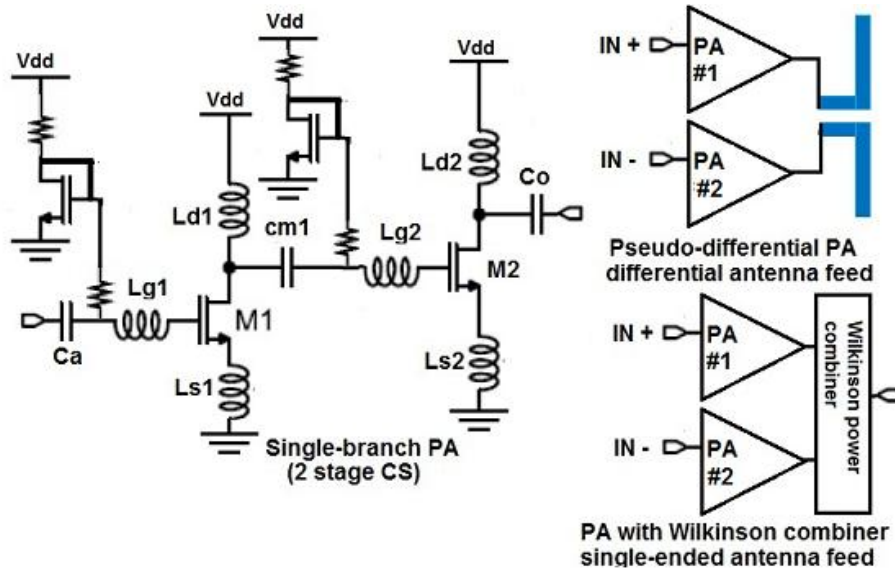 Vdd
Vdd
Vdd
Vdd
Ld1
Ld2
Co
cm1
Lg2
M2
Lg1
M1
Ca
Ls1
Ls2
Single-branch PA
(2 stage CS)
IN +
PA
#1
IN -
PA
#2
Pseudo-differential PA
differential antenna feed
IN +
PA
#1
IN -
PA
#2
Wilkinson power
combiner
PA with Wilkinson combiner
single-ended antenna feed